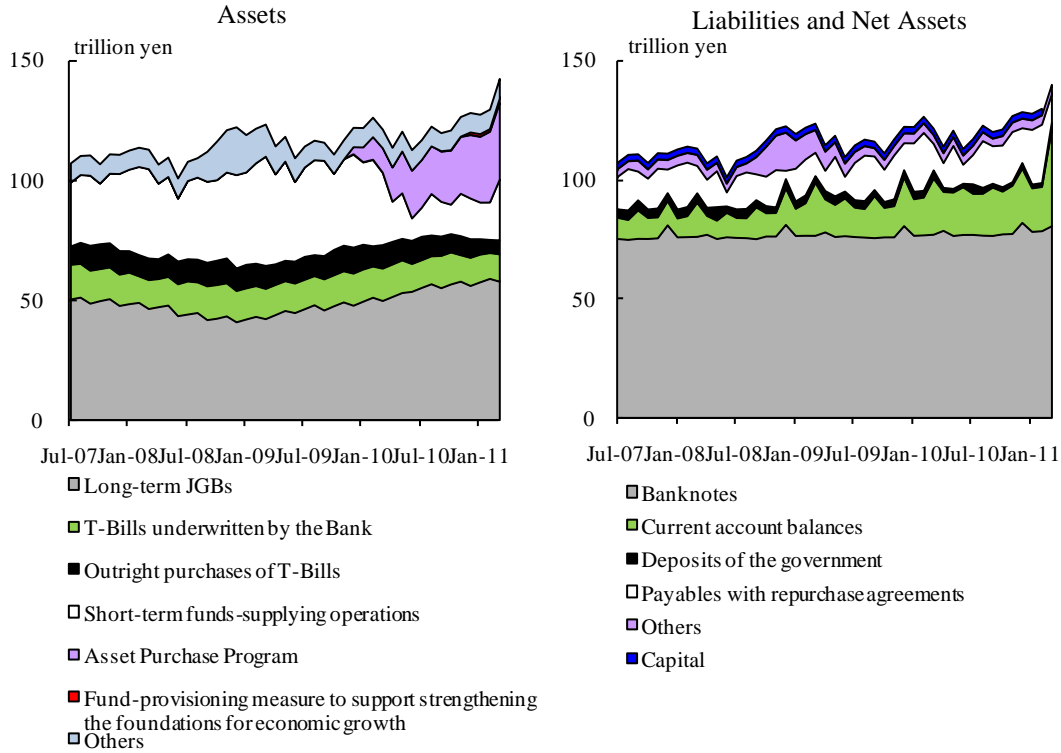 Assets
trillion yen
150
100
50
0
Jul-07Jan-08Jul-08Jan-09Jul-09Jan-10Jul-10Jan-11
Long-term JGBs
T-Bills underwritten by the Bank
Outright purchases of T-Bills
Short-term funds-supplying operations
Asset Purchase Program
Fund-provisioning measure to support strengthening
the foundations for economic growth
Others
Liabilities and Net Assets
trillion yen
150
100
50
0
Jul-07Jan-08Jul-08Jan-09Jul-09Jan-10Jul-10Jan-11
Banknotes
Current account balances
Deposits of the government
Payables with repurchase agreements
Others
Capital